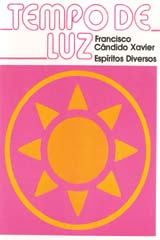 TEMPO DE
LUZ
Francisco
Cândido Xavier
Espíritos Diversos